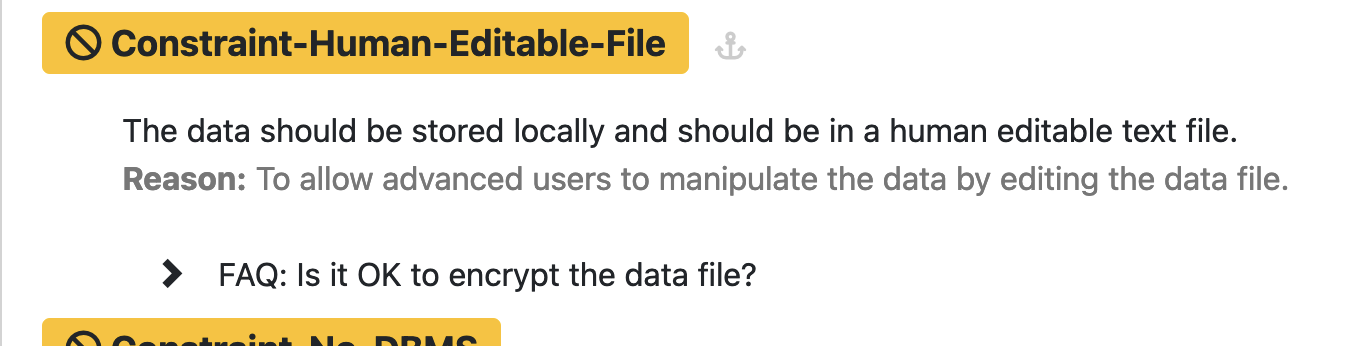 Constraint-Human-Editable-File
The data should be stored locally and should be in a human editable text file.
Reason: To allow advanced users to manipulate the data by editing the data file.
FAQ: Is it OK to encrypt the data file?
Constraint-No-DBMS